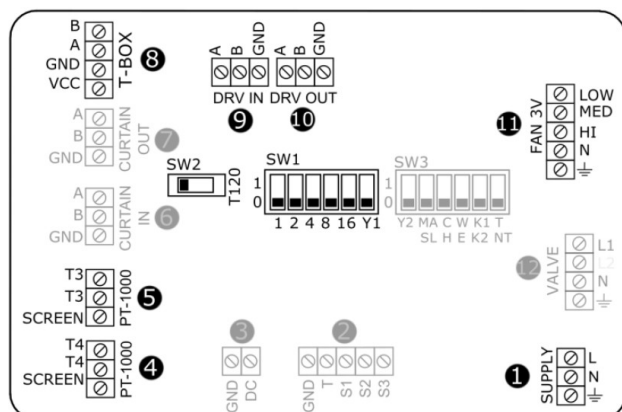 B
A
GND
VCC
T-BOX
8
A
B
GND
DRV IN
9
A
B
GND
DRV OUT
10
11
FAN 3V
LOW
MED
HI
N
A
B
GND
CURTAIN
OUT
7
SW2
T120
SW1
1
0
1 2 4 8 16 Y1
SW3
1
0
Y2 MA C W K1 T
SL H E K2 NT
A
B
GND
CURTAIN
IN
6
12
VALVE
L1
L2
N
T3
T3
SCREEN
PT-1000
5
T4
T4
SCREEN
PT-1000
4
3
GND
DC
2
GND
T
S1
S2
S3
1
SUPPLY
L
N